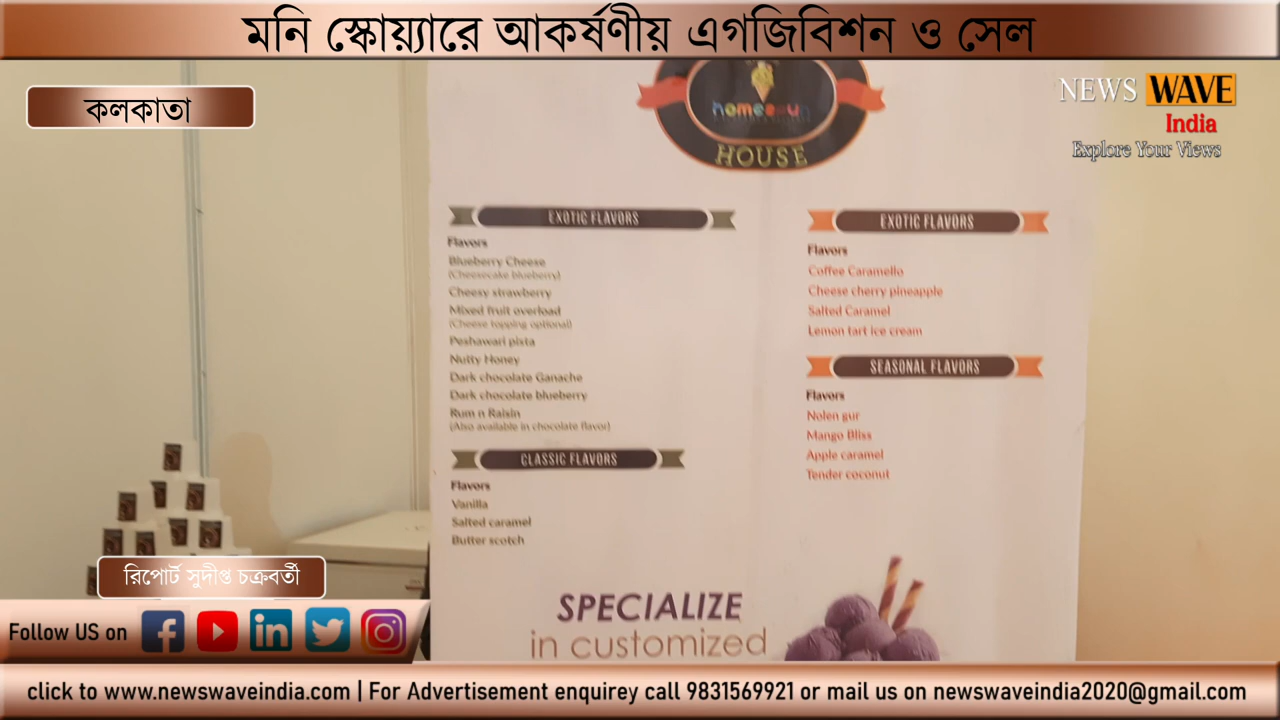 মনি স্কোয়্যারে আকর্ষণীয় এগজিবিশন ও সেল
কলকাতা
NEWS WAVE
India
Explore Your Views
HOUSE
EXOTIC FLAVORS
Flavors
Blueberry Cheese
(Cheesecake blueberry)
Cheesy strawberry
Mixed fruit overload
(Cheese topping optional)
Peshawari pista
Nutty Honey
Dark chocolate Ganache
Dark chocolate blueberry
Rum n Raisin
(Also available in chocolate flavor)
CLASSIC FLAVORS
Flavors
Vanilla
Salted caramel
Butter scotch
EXOTIC FLAVORS
Flavors
Coffee Caramello
Cheese cherry pineapple
Salted Caramel
Lemon tart ice cream
SEASONAL FLAVORS
Flavors
Nolen gur
Mango Bliss
Apple caramel
Tender coconut
SPECIALIZE
in customized
রিপোর্ট সুদীপ্ত চক্রবর্তী
Follow US on
click to www.newswaveindia.com | For Advertisement enquirey call 9831569921 or mail us on newswaveindia2020@gmail.com